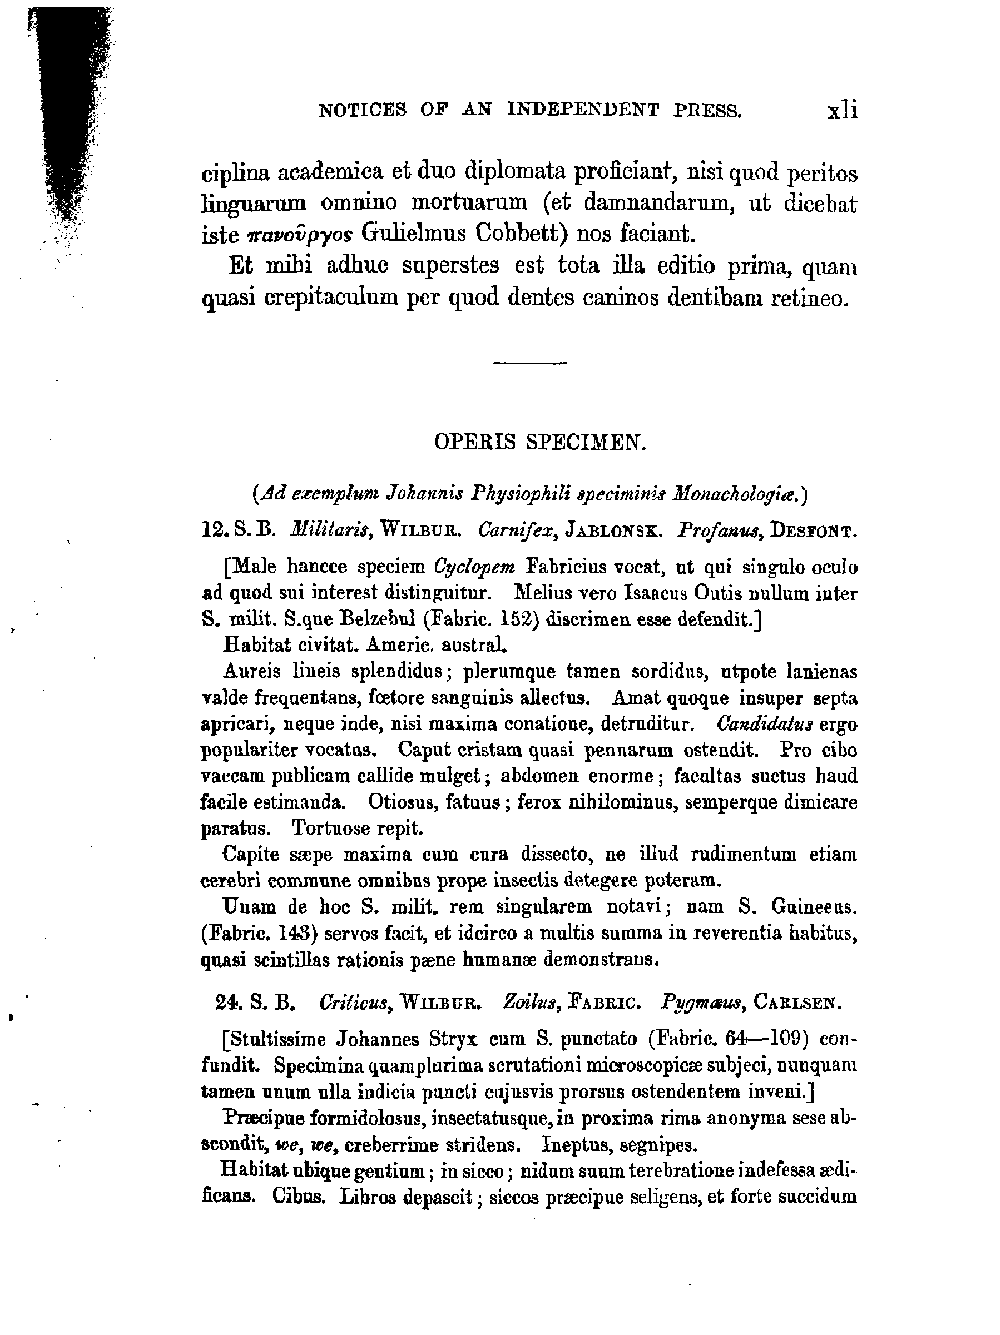 NOTICES OF AN INDEPENDENT PRESS. xli
ciplina academica et duo diplomata proficiant, nisi quod peritos
linguarum omnino mortuarum (et damnandarum, ut dicebat
iste πανοῦργος Gulielmus Cobbett) nos faciant.
Et mihi adhuc superstes est tota illa editio prima, quam
quasi crepitaculum per quod dentes caninos dentibam retineo.
OPERIS SPECIMEN.
(Ad exemplum Johannis Physiophili speciminis Monachologiæ.)
12. S. B. Militaris, WILBUR. Carnifex, JABLONSK. Profanus, DESFONT.
[Male hancce speciem Cyclopem Fabricius vocat, ut qui singulo oculo
ad quod sui interest distinguitur. Melius vero Isaacus Outis nullum inter
S. milit. S.que Belzebul (Fabric. 152) discrimen esse defendit.]
Habitat civitat. Americ. austral.
Aureis lineis splendidus; plerumque tamen sordidus, utpote lanienas
valde frequentans, fœtore sanguinis allectus. Amat quoque insuper septa
apricari, neque inde, nisi maxima conatione, detruditur. Candidatus ergo
populariter vocatus. Caput cristam quasi pennarum ostendit. Pro cibo
vaccam publicam callide mulget; abdomen enorme; facultas suctus haud
facile estimanda. Otiosus, fatuus; ferox nihilominus, semperque dimicare
paratus. Tortuose repit.
Capite sæpe maxima cum cura dissecto, ne illud rudimentum etiam
cerebri commune omnibus prope insectis detegere poteram.
Unam de hoc S. milit. rem singularem notavi; nam S. Guineens.
(Fabric. 143) servos facit, et idcirco a multis summa in reverentia habitus,
quasi scintillas rationis pæne humanæ demonstrans.
24. S. B. Criticus, WILBUR. Zoilus, FABRIC. Pygmæus, CARLSEN.
[Stultissime Johannes Stryx cum S. punctato (Fabric. 64—109) con-
fundit. Specimina quamplurima scrutationi microscopicæ subjeci, nunquam
tamen unum ulla indicia puncti cujusvis prorsus ostendentem inveni.]
Præcipue formidolosus, insectatusque, in proxima rima anonyma sese ab-
scondit, we, we, creberrime stridens. Ineptus, segnipes.
Habitat ubique gentium; in sicco; nidum suum terebratione indefessa ædi-
ficans. Cibus. Libros depascit; siccos præcipue seligens, et forte succidum